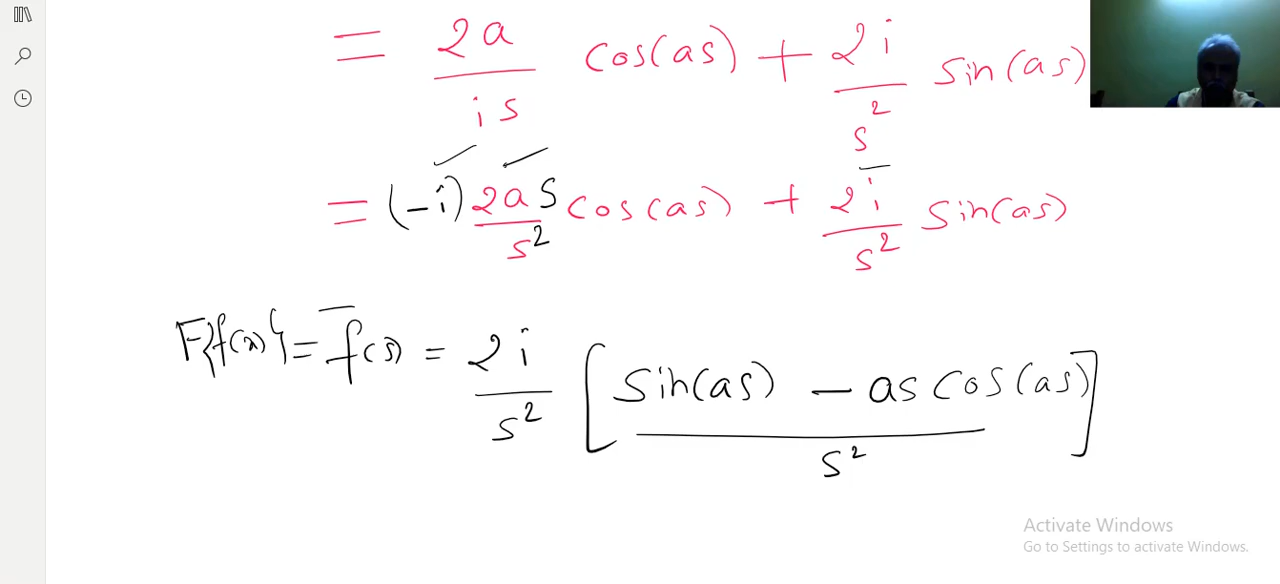 = 2a/is cos(as) + 2i/s² sin(as)
= (-i) 2as/s² cos(as) + 2i/s² sin(as)
F{f(x)} = f̅(s) = 2i/s² [ (sin(as) - as cos(as))/s² ]
Activate Windows
Go to Settings to activate Windows.